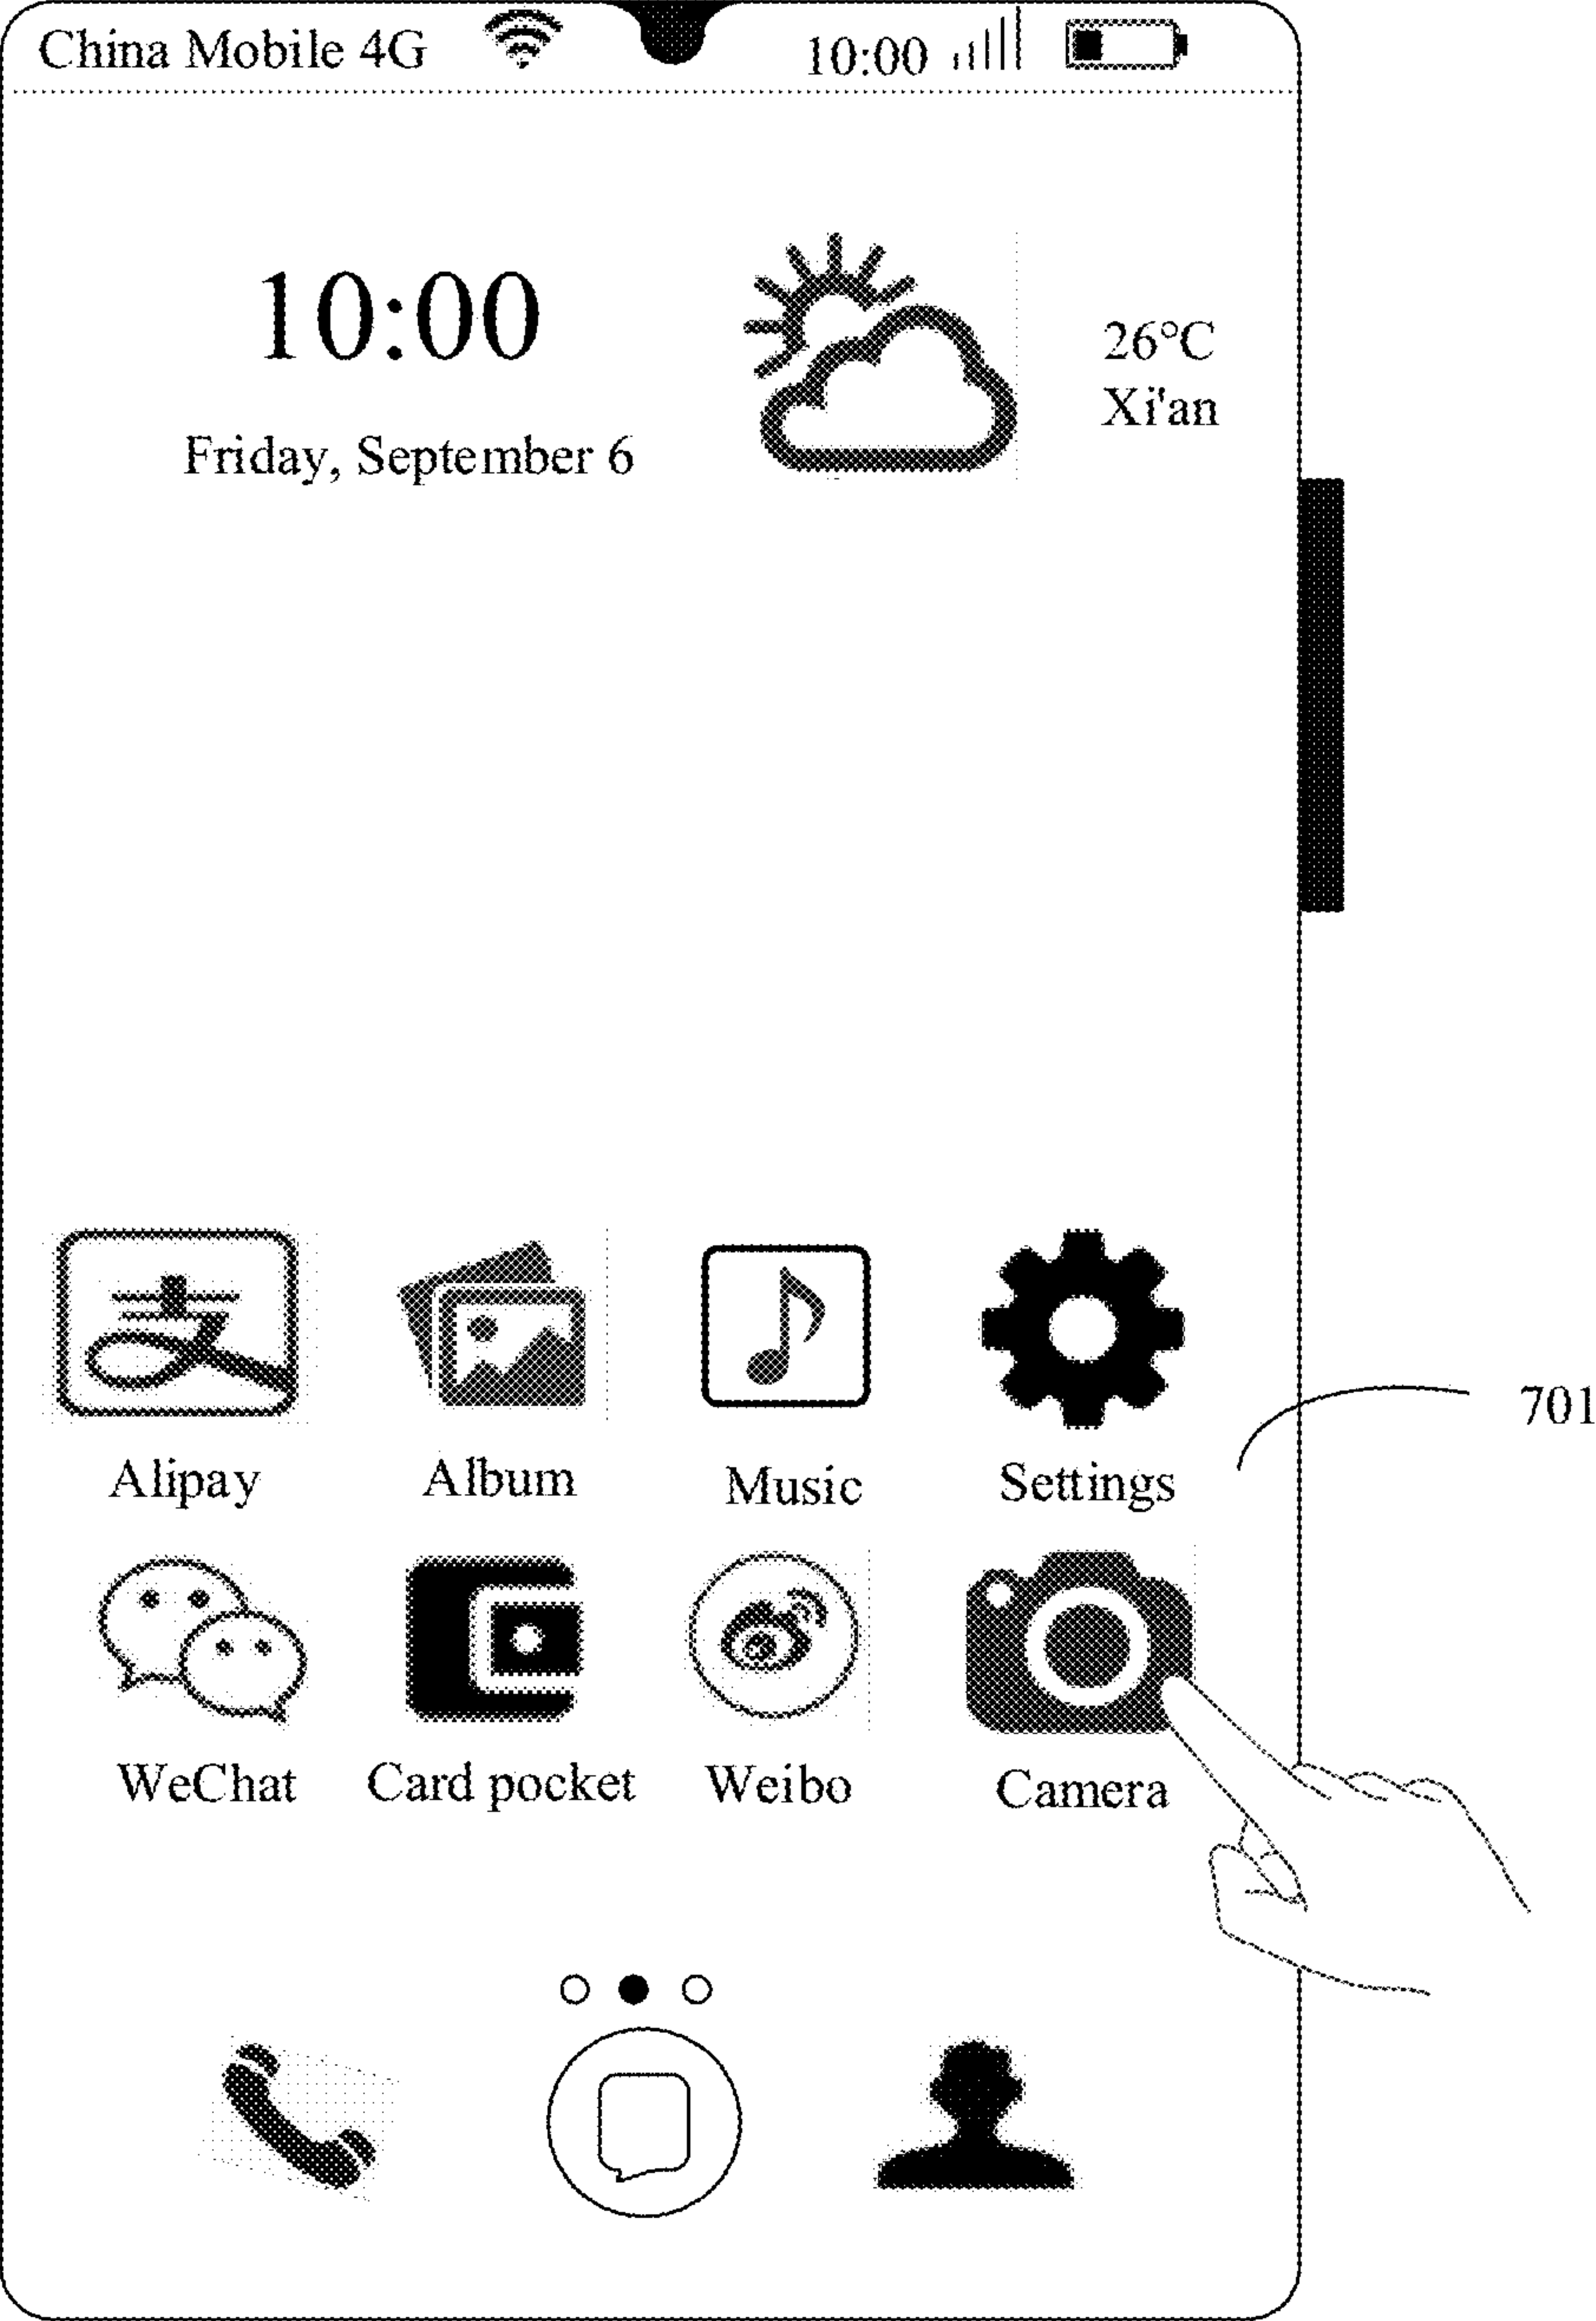 China Mobile 4G 10:00
10:00
26°C
Xi'an
Friday, September 6
支
Alipay Album Music Settings
701
WeChat Card pocket Weibo Camera